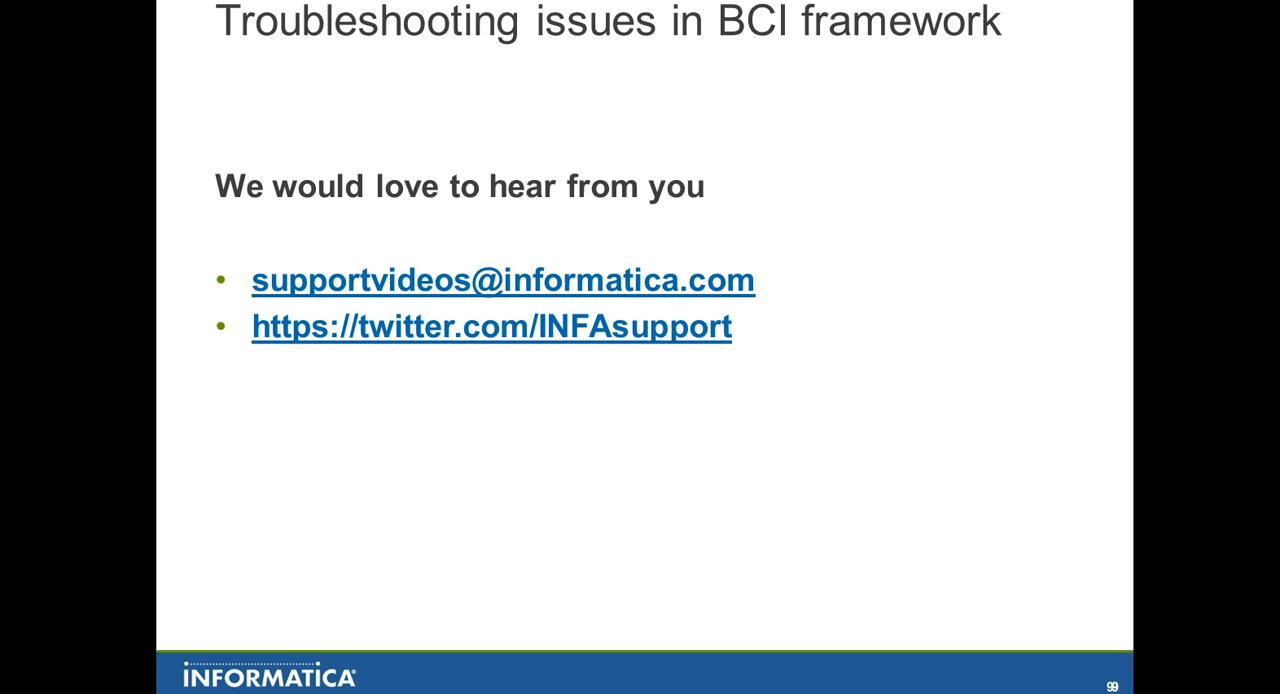 Troubleshooting issues in BCI framework
We would love to hear from you
• supportvideos@informatica.com
• https://twitter.com/INFAsupport
INFORMATICA
99